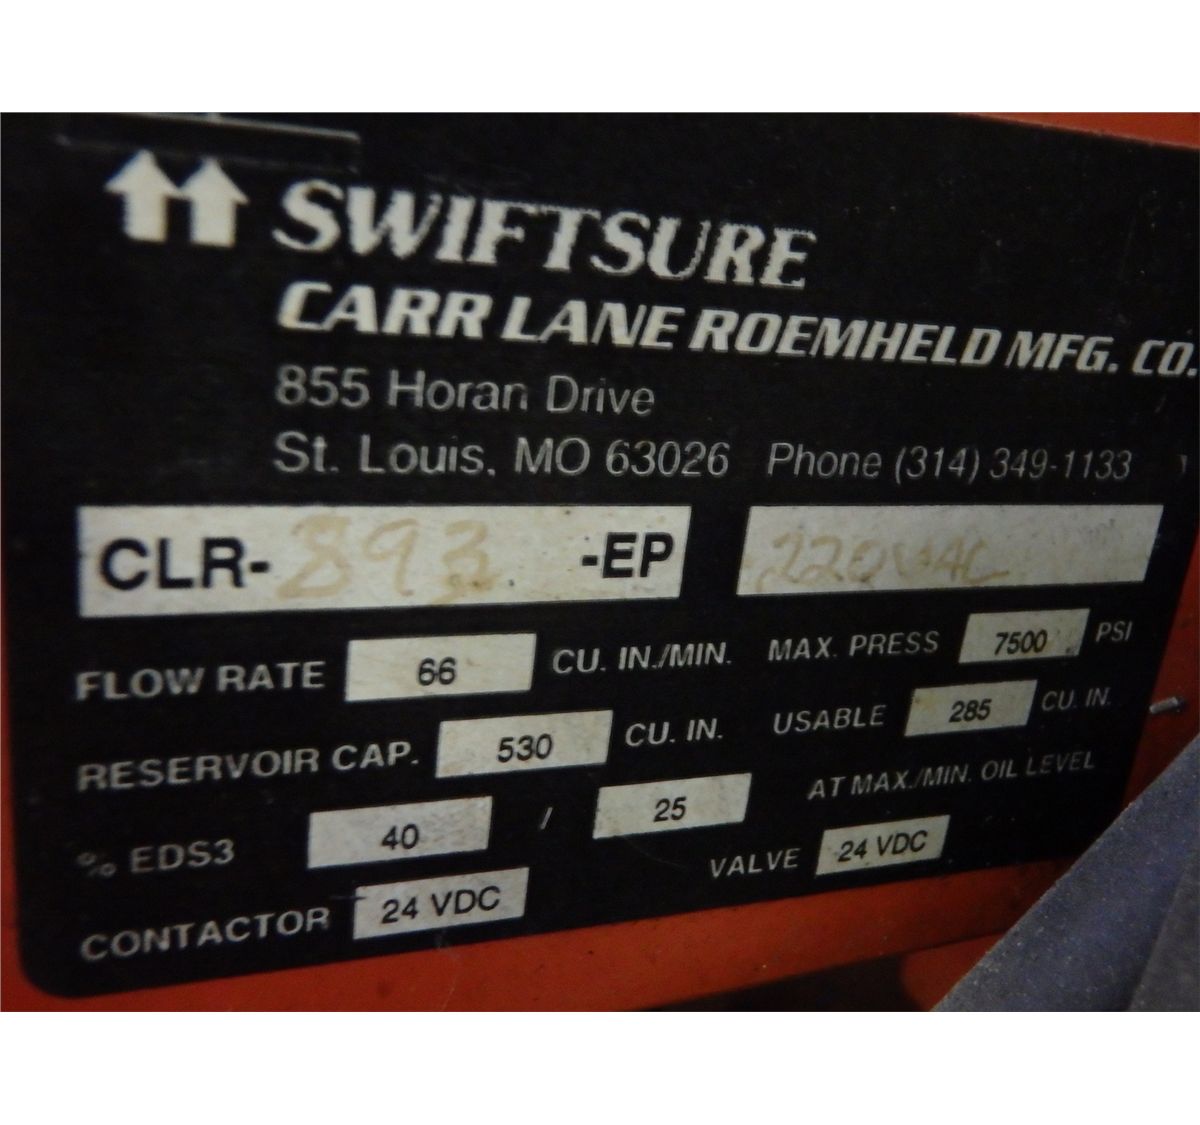 SWIFTSURE
CARR LANE ROEMHELD MFG. CO.
855 Horan Drive
St. Louis, MO 63026 Phone (314) 349-1133
CLR- 893 -EP 220VAC
FLOW RATE 66 CU. IN./MIN. MAX. PRESS 7500 PSI
RESERVOIR CAP. 530 CU. IN. USABLE 285 CU. IN.
% EDS3 40 / 25 AT MAX./MIN. OIL LEVEL
CONTACTOR 24 VDC VALVE 24 VDC